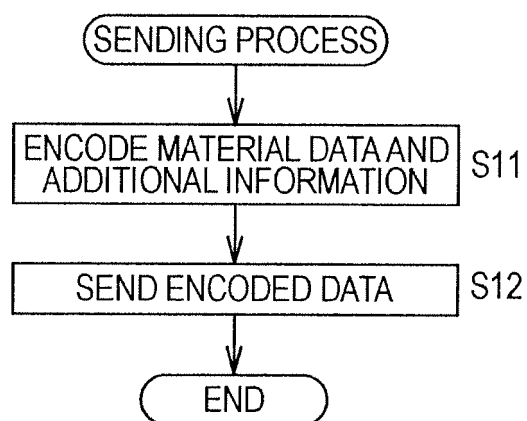 SENDING PROCESS
ENCODE MATERIAL DATA AND
ADDITIONAL INFORMATION
S11
SEND ENCODED DATA
S12
END